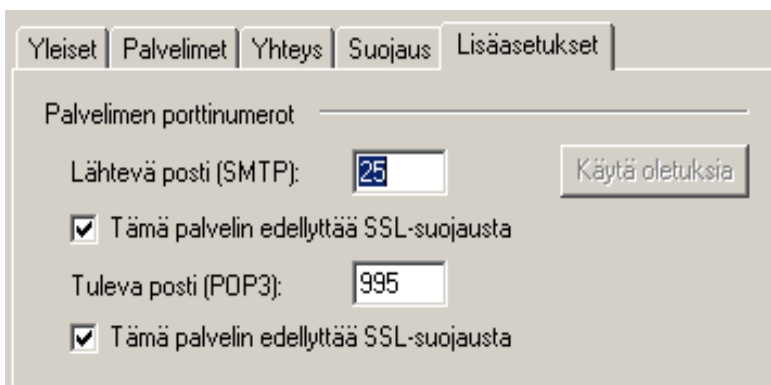 Yleiset Palvelimet Yhteys Suojaus Lisäasetukset
Palvelimen porttinumerot
Lähtevä posti (SMTP): 25 Käytä oletuksia
Tämä palvelin edellyttää SSL-suojausta
Tuleva posti (POP3): 995
Tämä palvelin edellyttää SSL-suojausta